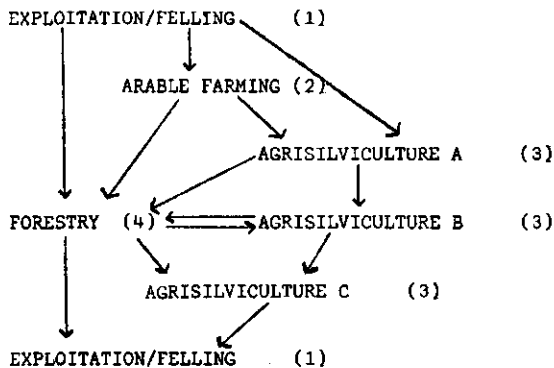 EXPLOITATION/FELLING (1)
ARABLE FARMING (2)
AGRISILVICULTURE A (3)
FORESTRY (4) AGRISILVICULTURE B (3)
AGRISILVICULTURE C (3)
EXPLOITATION/FELLING (1)